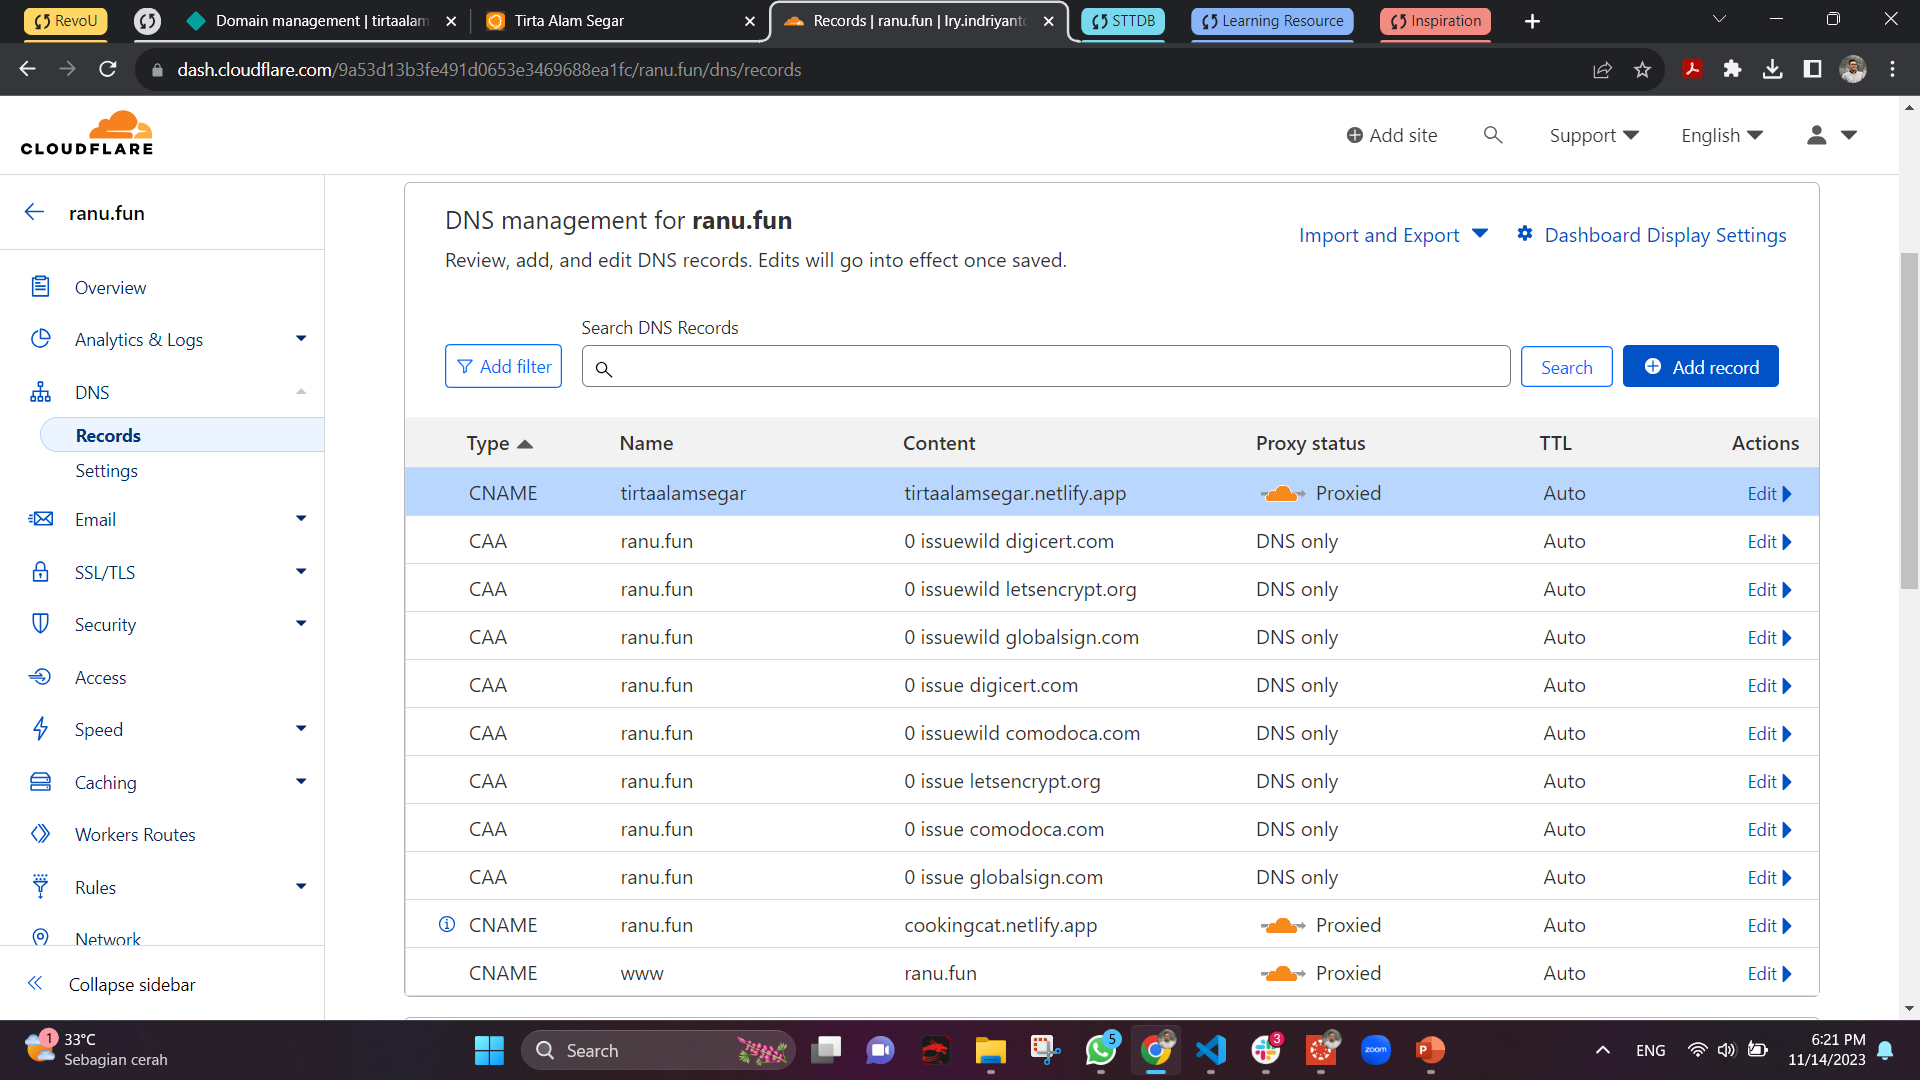 RevoU
Domain management | tirtaalam
Tirta Alam Segar
Records | ranu.fun | Iry.indriyanto
STTDB
Learning Resource
Inspiration
dash.cloudflare.com/9a53d13b3fe491d0653e3469688ea1fc/ranu.fun/dns/records
CLOUDFLARE
Add site
Support
English
ranu.fun
Overview
Analytics & Logs
DNS
Records
Settings
Email
SSL/TLS
Security
Access
Speed
Caching
Workers Routes
Rules
Network
Collapse sidebar
DNS management for ranu.fun
Review, add, and edit DNS records. Edits will go into effect once saved.
Import and Export
Dashboard Display Settings
Search DNS Records
Add filter
Search
Add record
Type Name Content Proxy status TTL Actions
CNAME tirtaalamsegar tirtaalamsegar.netlify.app Proxied Auto Edit
CAA ranu.fun 0 issuewild digicert.com DNS only Auto Edit
CAA ranu.fun 0 issuewild letsencrypt.org DNS only Auto Edit
CAA ranu.fun 0 issuewild globalsign.com DNS only Auto Edit
CAA ranu.fun 0 issue digicert.com DNS only Auto Edit
CAA ranu.fun 0 issuewild comodoca.com DNS only Auto Edit
CAA ranu.fun 0 issue letsencrypt.org DNS only Auto Edit
CAA ranu.fun 0 issue comodoca.com DNS only Auto Edit
CAA ranu.fun 0 issue globalsign.com DNS only Auto Edit
CNAME ranu.fun cookingcat.netlify.app Proxied Auto Edit
CNAME www ranu.fun Proxied Auto Edit
1
33°C
Sebagian cerah
Search
5
3
zoom
ENG
6:21 PM
11/14/2023